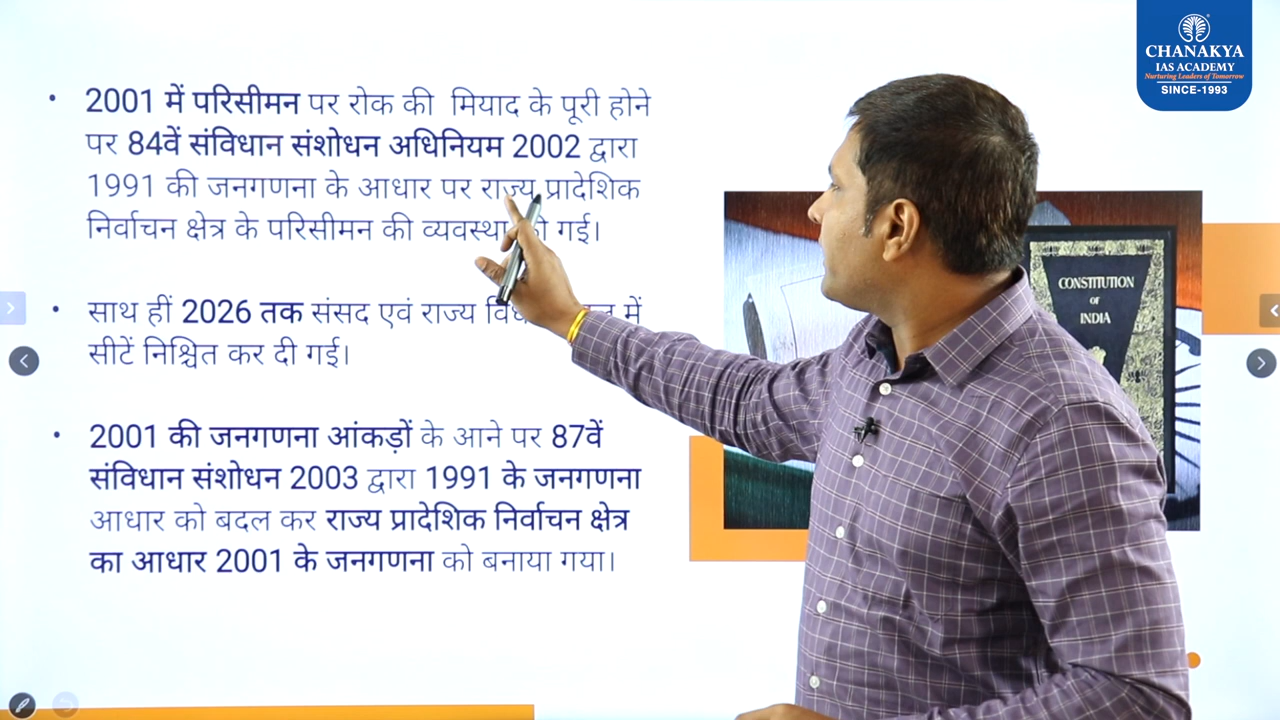 CHANAKYA
IAS ACADEMY
Nurturing Leaders of Tomorrow
SINCE-1993
• 2001 में परिसीमन पर रोक की मियाद के पूरी होने
पर 84वें संविधान संशोधन अधिनियम 2002 द्वारा
1991 की जनगणना के आधार पर राज्य प्रादेशिक
निर्वाचन क्षेत्र के परिसीमन की व्यवस्था गई।
• साथ हीं 2026 तक संसद एवं राज्य में
सीटें निश्चित कर दी गई।
• 2001 की जनगणना आंकड़ों के आने पर 87वें
संविधान संशोधन 2003 द्वारा 1991 के जनगणना
आधार को बदल कर राज्य प्रादेशिक निर्वाचन क्षेत्र
का आधार 2001 के जनगणना को बनाया गया।
CONSTITUTION
OF
INDIA